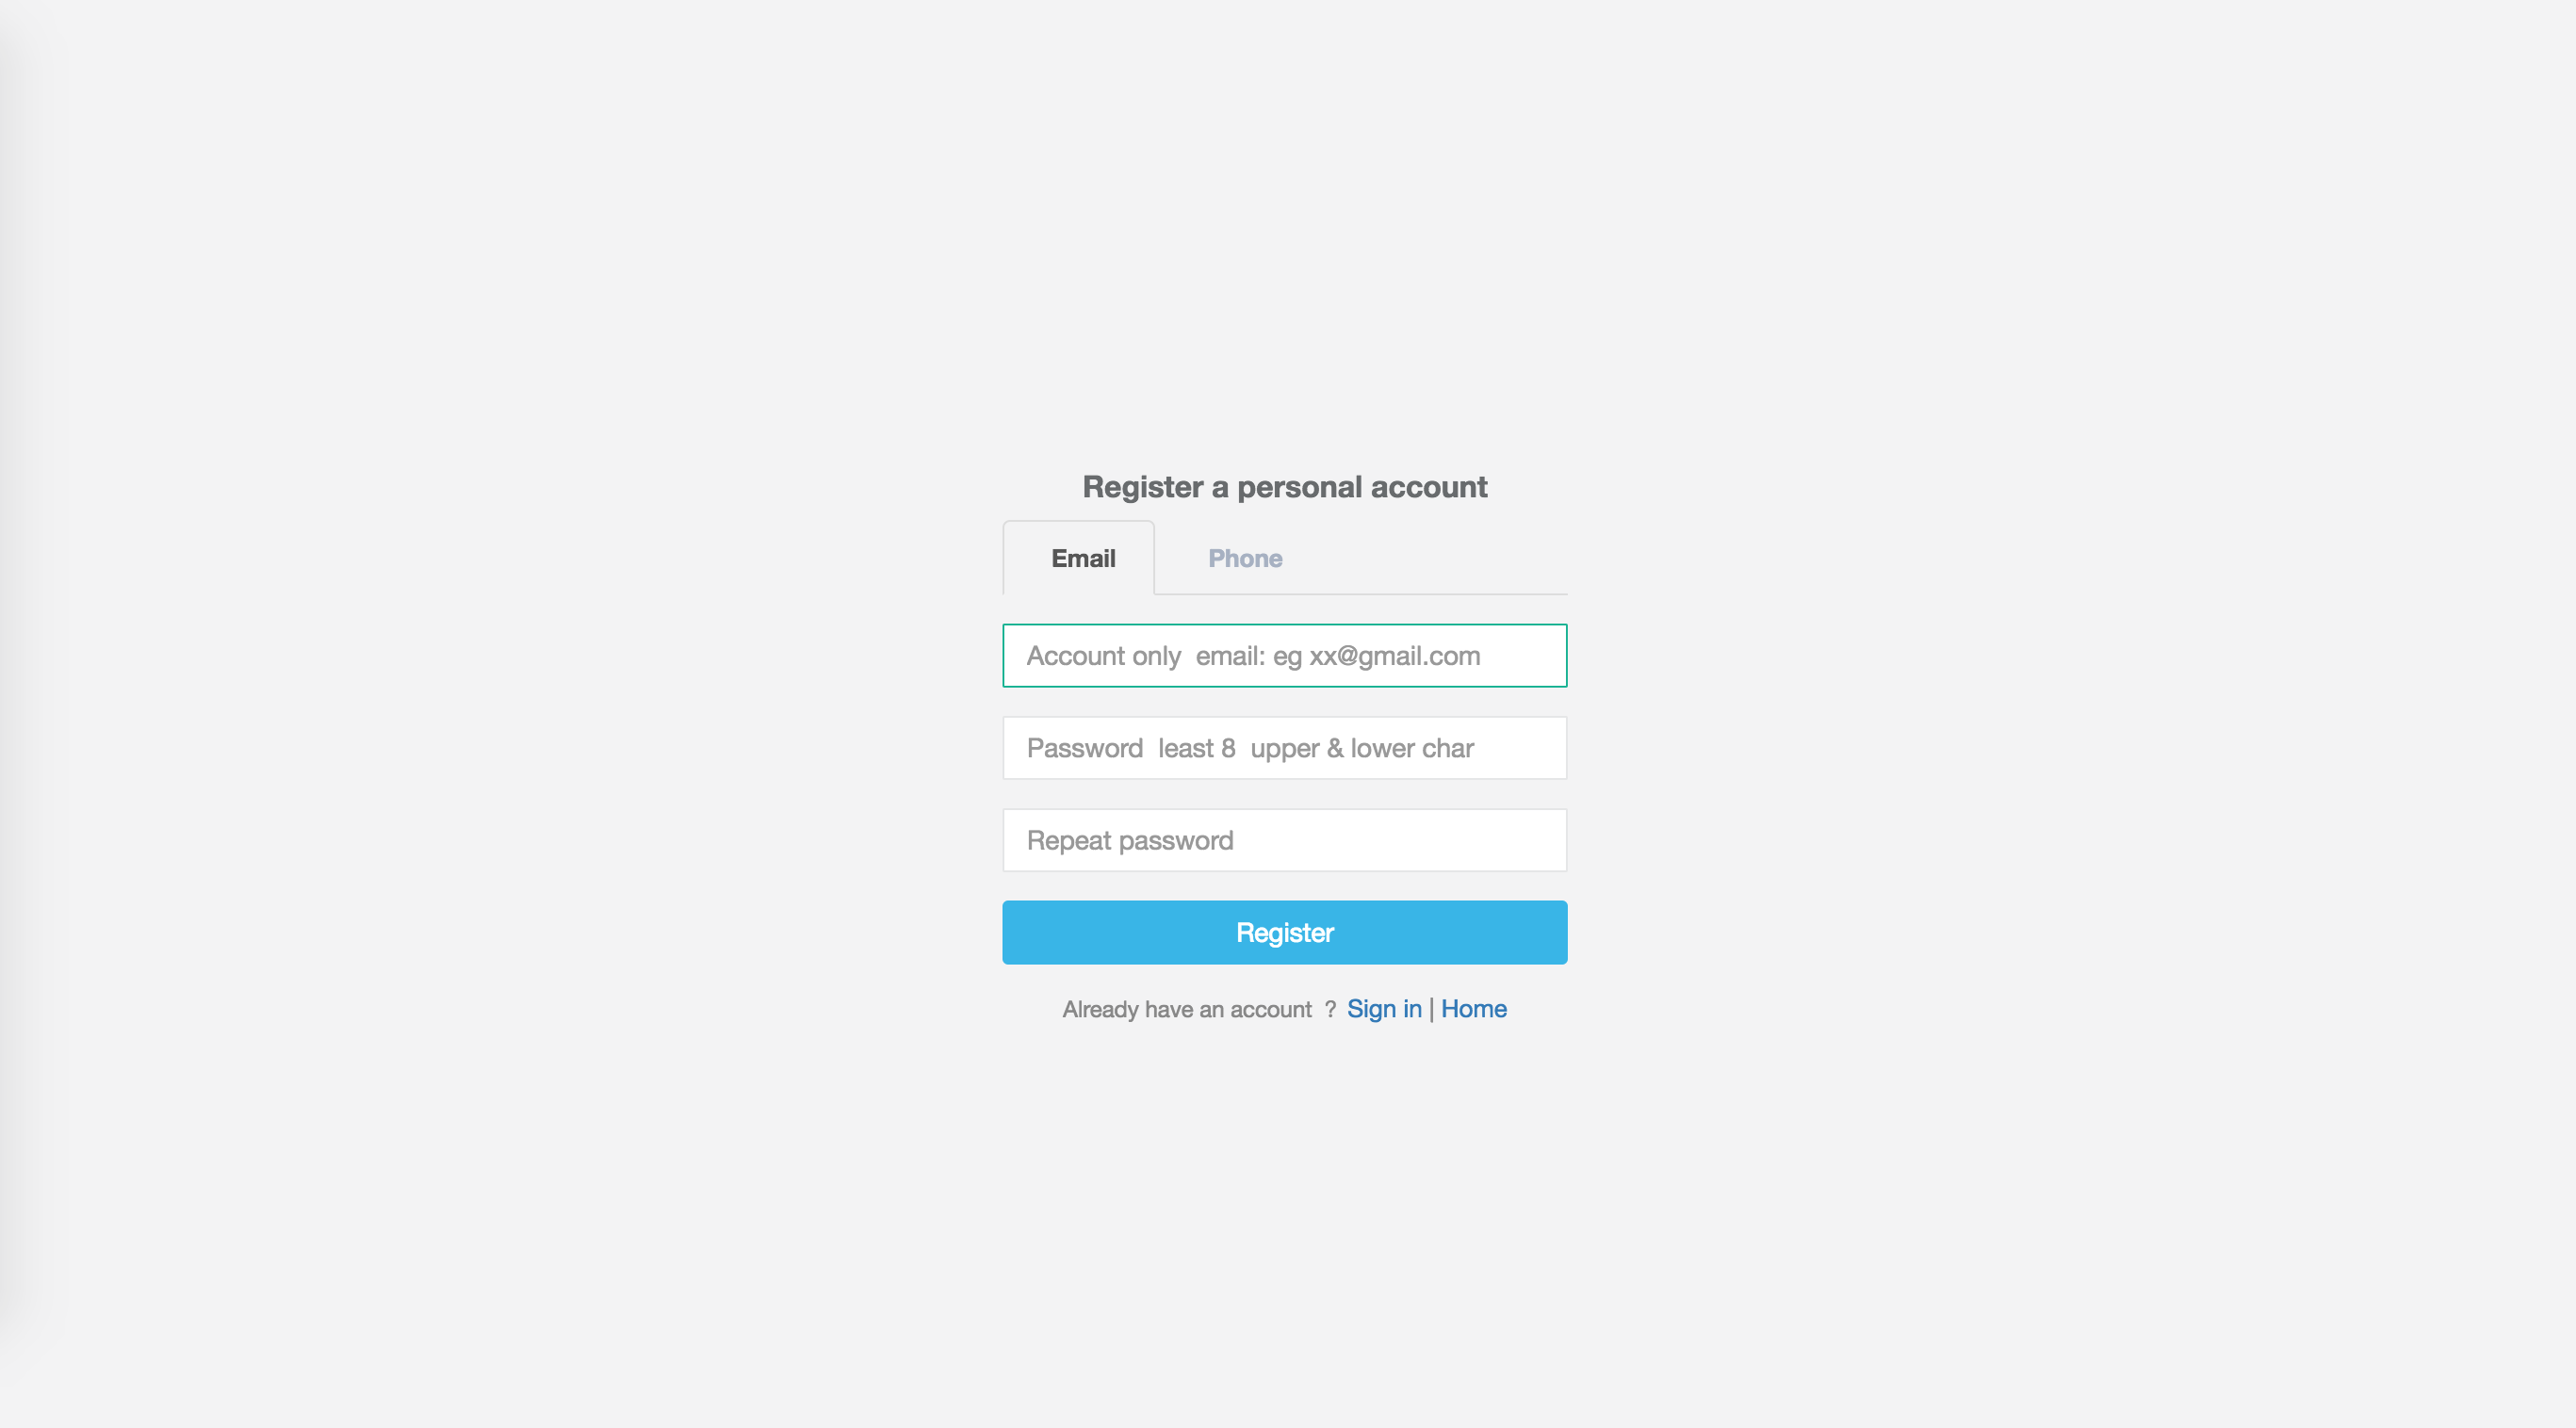 Register a personal account
Email
Phone
Account only  email: eg xx@gmail.com
Password  least 8  upper & lower char
Repeat password
Register
Already have an account  ?  Sign in | Home